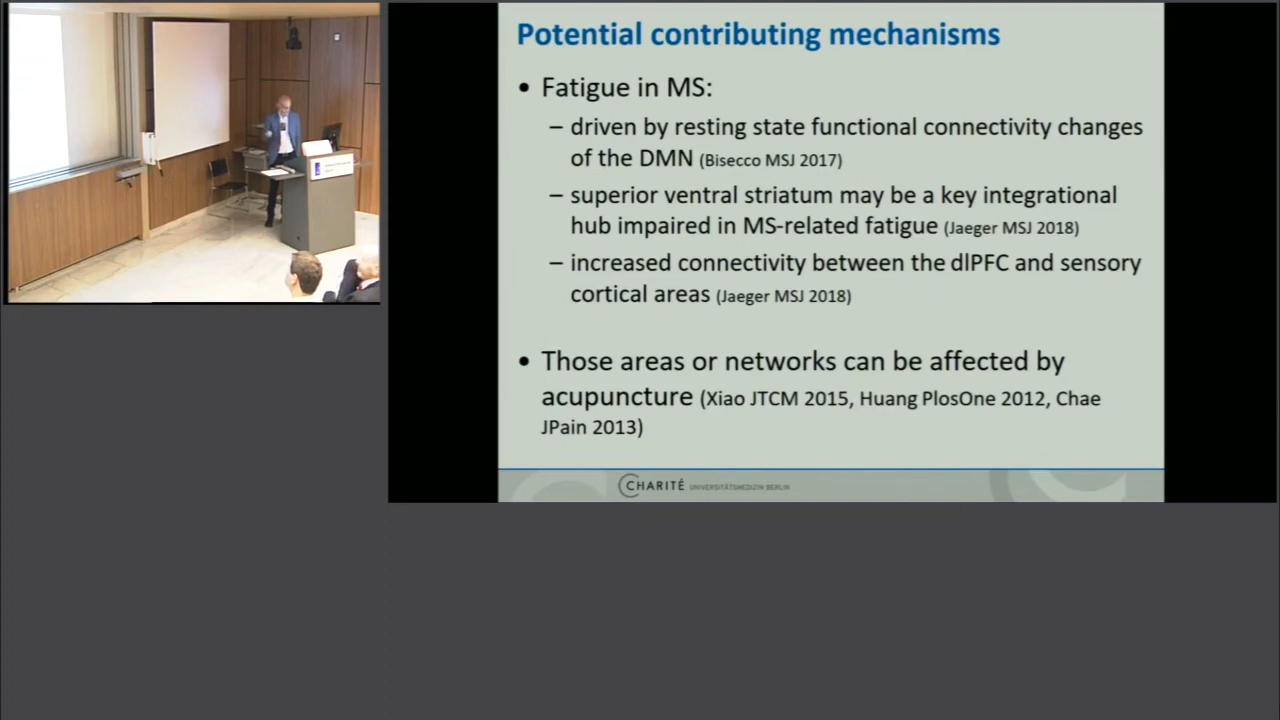 Potential contributing mechanisms
• Fatigue in MS:
– driven by resting state functional connectivity changes
of the DMN (Bisecco MSJ 2017)
– superior ventral striatum may be a key integrational
hub impaired in MS-related fatigue (Jaeger MSJ 2018)
– increased connectivity between the dlPFC and sensory
cortical areas (Jaeger MSJ 2018)
• Those areas or networks can be affected by
acupuncture (Xiao JTCM 2015, Huang PlosOne 2012, Chae
JPain 2013)
CHARITÉ UNIVERSITÄTSMEDIZIN BERLIN